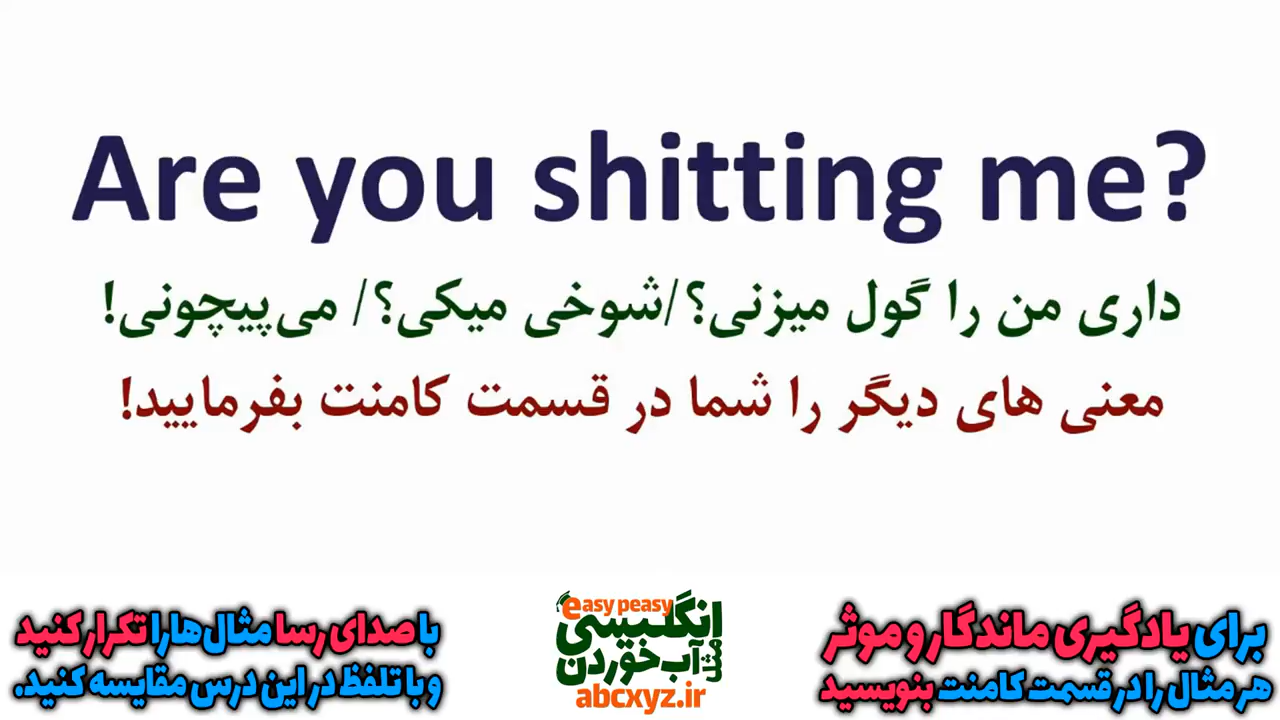 Are you shitting me?
داری من را گول میزنی؟/شوخی میکی؟/ می‌پیچونی!
معنی های دیگر را شما در قسمت کامنت بفرمایید!
برای یادگیری ماندگار و موثر
هر مثال را در قسمت کامنت بنویسید
easy peasy
انگلیسی
مثل آب خوردن
abcxyz.ir
با صدای رسا مثال‌ها را تکرار کنید
و با تلفظ در این درس مقایسه کنید.